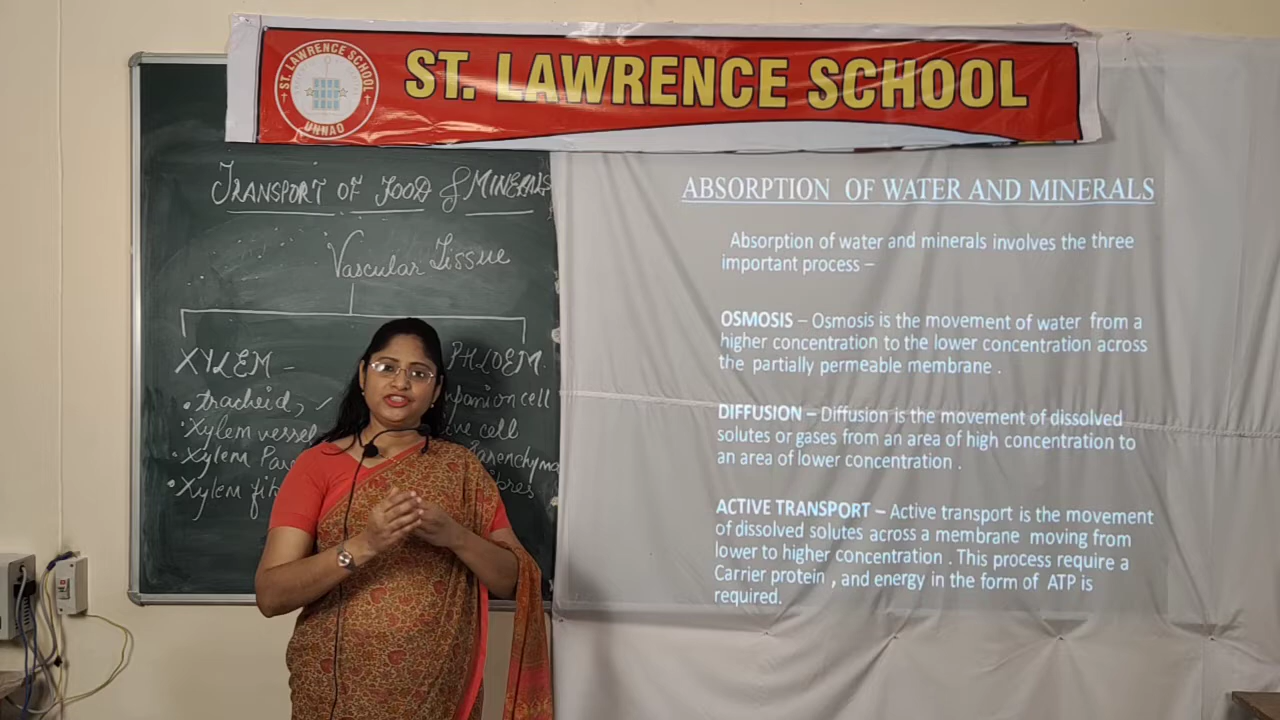 ST. LAWRENCE SCHOOL
UNNAO
ST. LAWRENCE SCHOOL
TRANSPORT OF FOOD & MINERALS
Vascular Tissue
XYLEM -
• tracheid,
• Xylem vessel
• Xylem
• Xylem
PHLOEM.
cell
cell
Parenchyma
ABSORPTION OF WATER AND MINERALS
Absorption of water and minerals involves the three
important process –
OSMOSIS – Osmosis is the movement of water from a
higher concentration to the lower concentration across
the partially permeable membrane .
DIFFUSION – Diffusion is the movement of dissolved
solutes or gases from an area of high concentration to
an area of lower concentration .
ACTIVE TRANSPORT – Active transport is the movement
of dissolved solutes across a membrane moving from
lower to higher concentration . This process require a
Carrier protein , and energy in the form of ATP is
required.